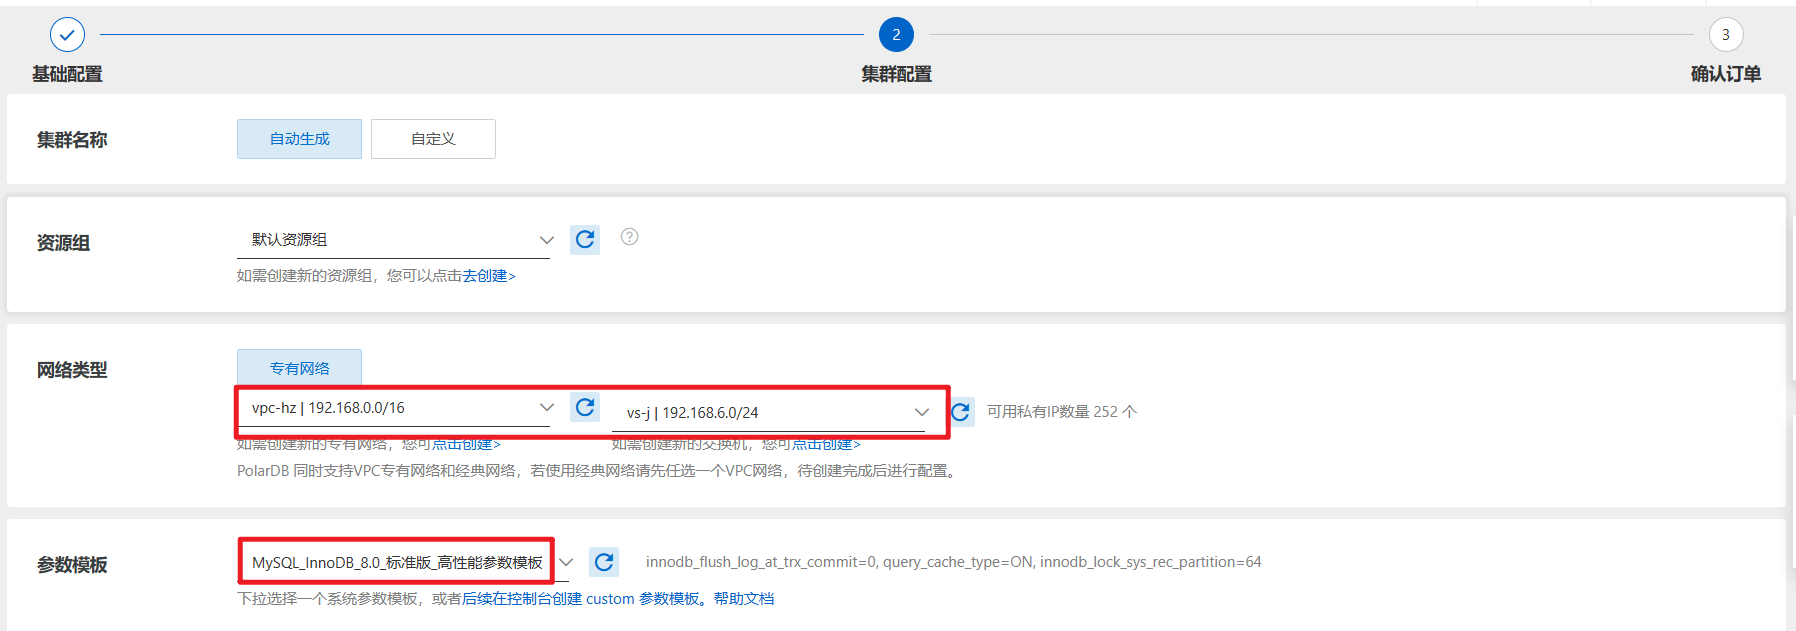 2
3
基础配置
集群配置
确认订单
集群名称
自动生成
自定义
资源组
默认资源组
如需创建新的资源组，您可以点击去创建>
网络类型
专有网络
vpc-hz | 192.168.0.0/16
vs-j | 192.168.6.0/24
可用私有IP数量 252 个
如需创建新的专有网络，您可点击创建>
如需创建新的交换机，您可点击创建>
PolarDB 同时支持VPC专有网络和经典网络，若使用经典网络请先任选一个VPC网络，待创建完成后进行配置。
参数模板
MySQL_InnoDB_8.0_标准版_高性能参数模板
innodb_flush_log_at_trx_commit=0, query_cache_type=ON, innodb_lock_sys_rec_partition=64
下拉选择一个系统参数模板，或者后续在控制台创建 custom 参数模板。帮助文档